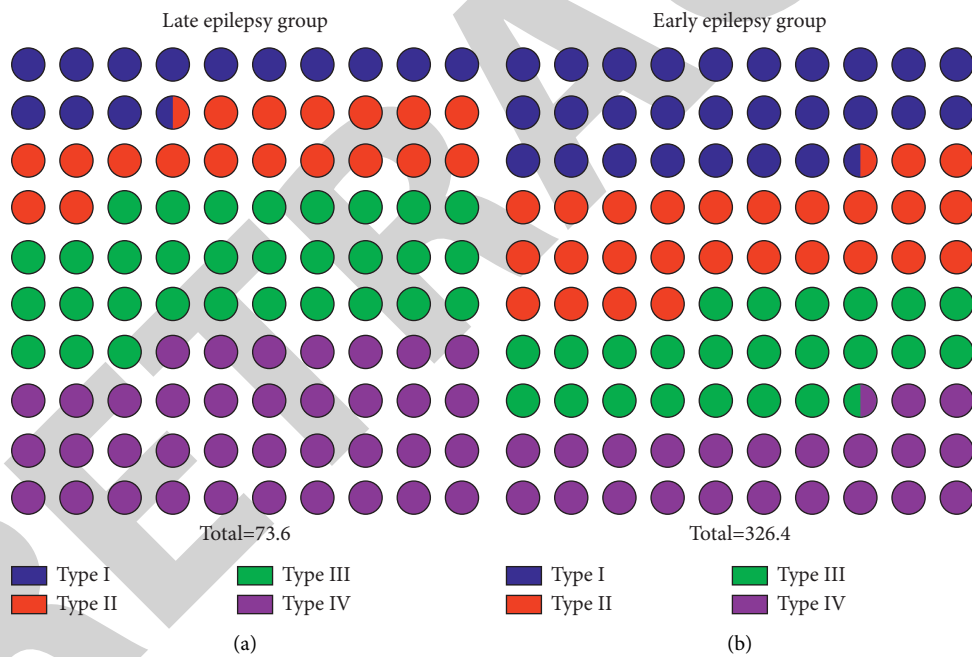 Late epilepsy group
Total=73.6
Type I
Type II
Type III
Type IV
(a)
Early epilepsy group
Total=326.4
Type I
Type II
Type III
Type IV
(b)
RETRA